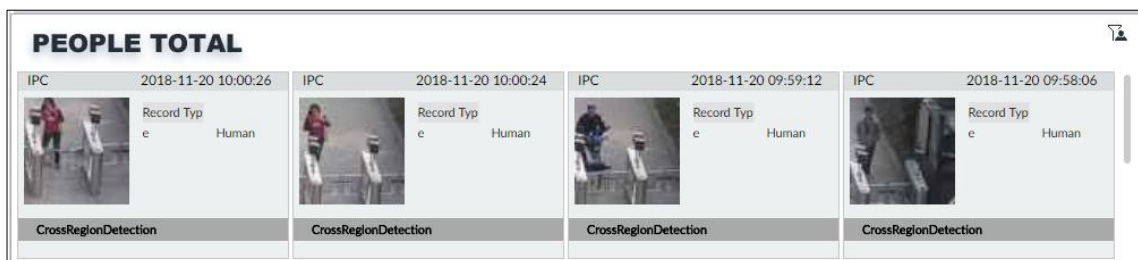 PEOPLE TOTAL
IPC 2018-11-20 10:00:26
Record Typ
e Human
CrossRegionDetection
IPC 2018-11-20 10:00:24
Record Typ
e Human
CrossRegionDetection
IPC 2018-11-20 09:59:12
Record Typ
e Human
CrossRegionDetection
IPC 2018-11-20 09:58:06
Record Typ
e Human
CrossRegionDetection